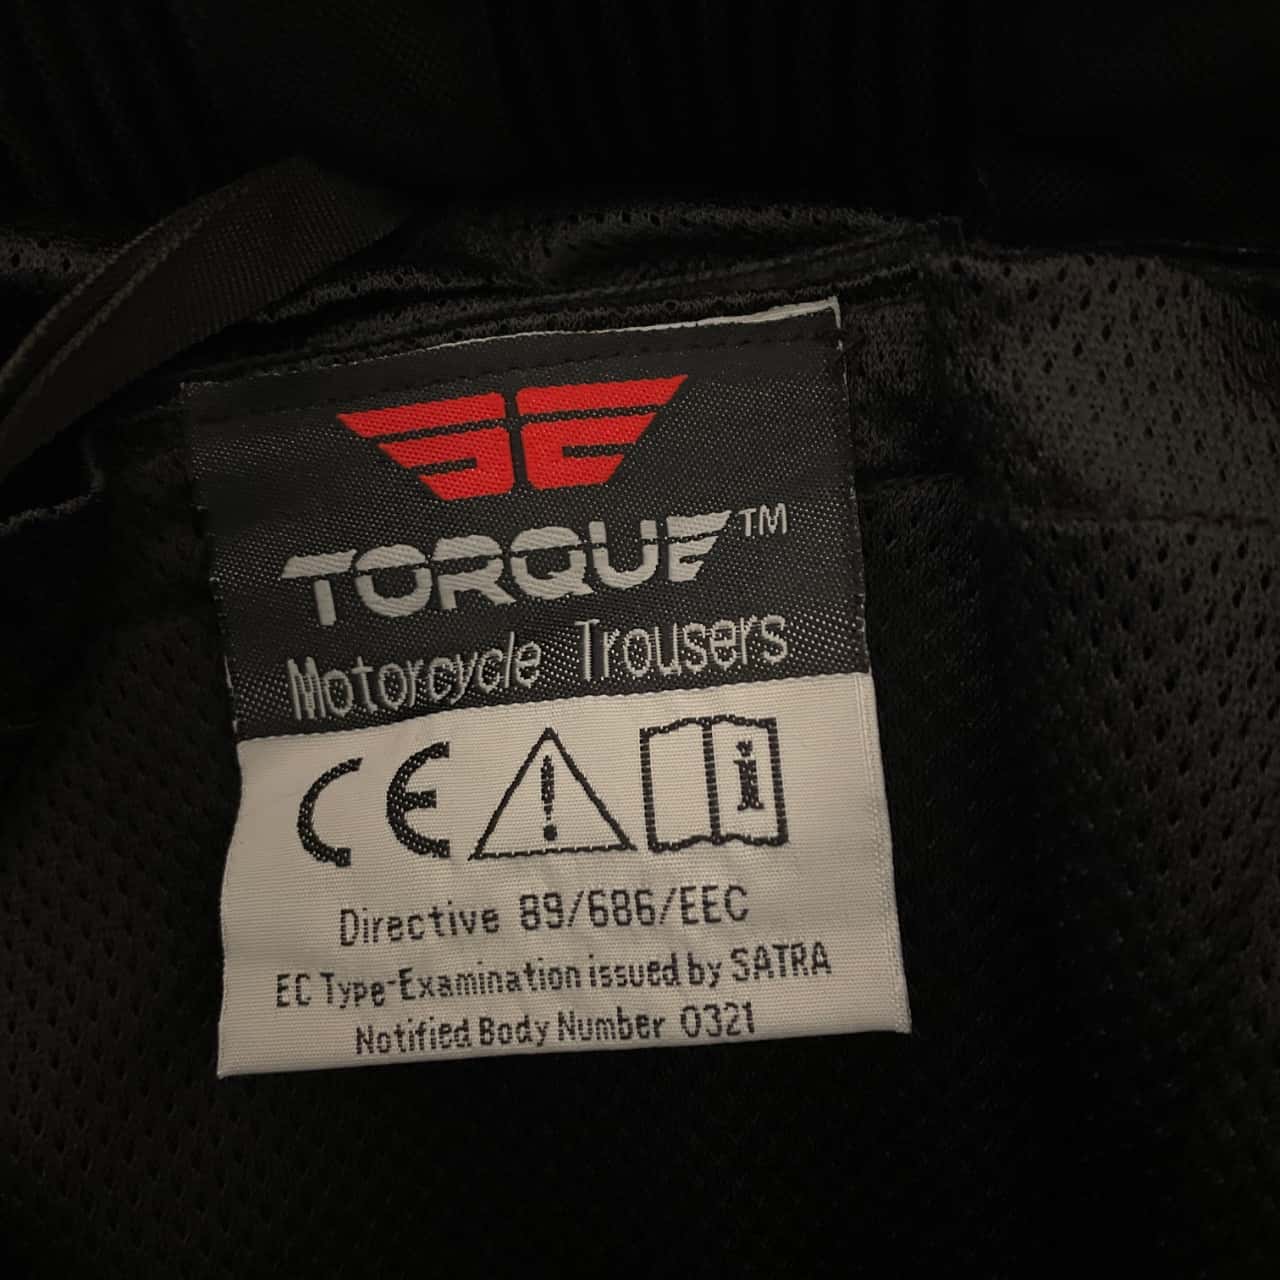 TORQUE™
Motorcycle Trousers
CE
i
Directive 89/686/EEC
EC Type-Examination issued by SATRA
Notified Body Number 0321